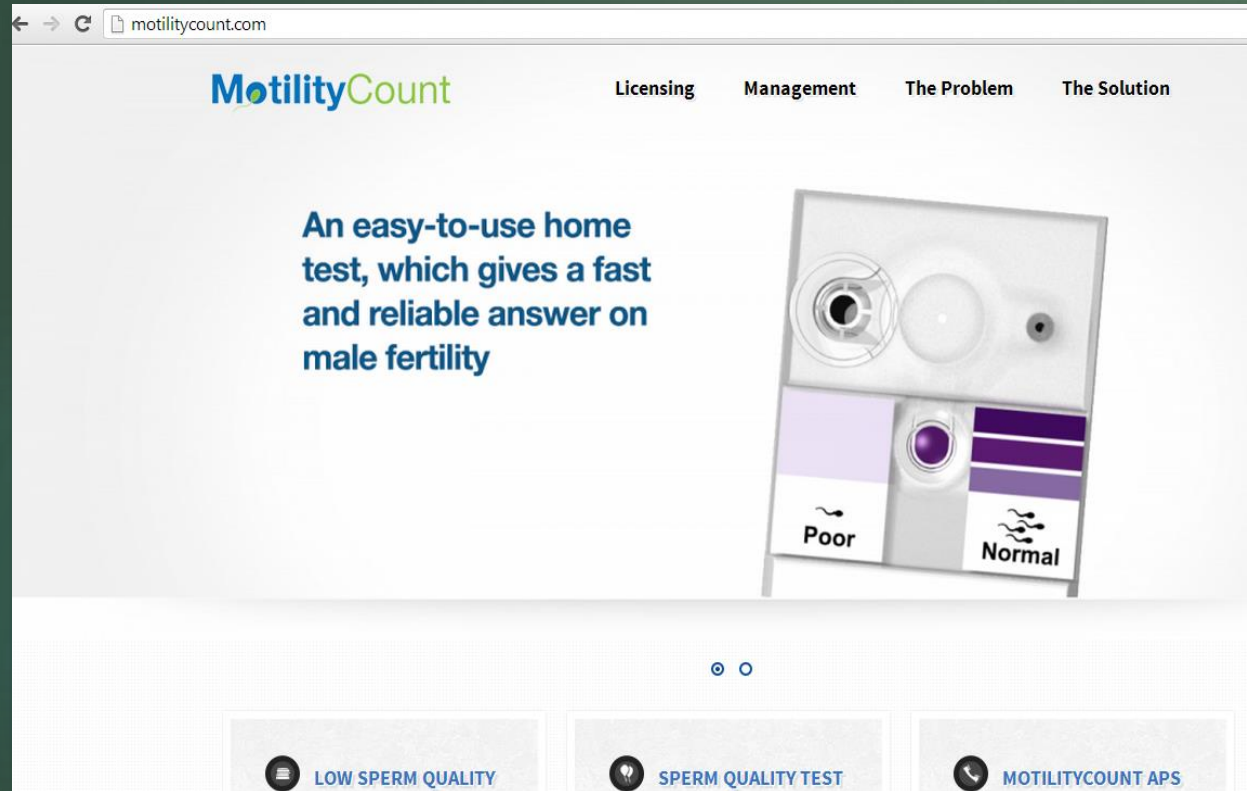 motilitycount.com
MotilityCount
Licensing Management The Problem The Solution
An easy-to-use home
test, which gives a fast
and reliable answer on
male fertility
Poor
Normal
LOW SPERM QUALITY
SPERM QUALITY TEST
MOTILITYCOUNT APS